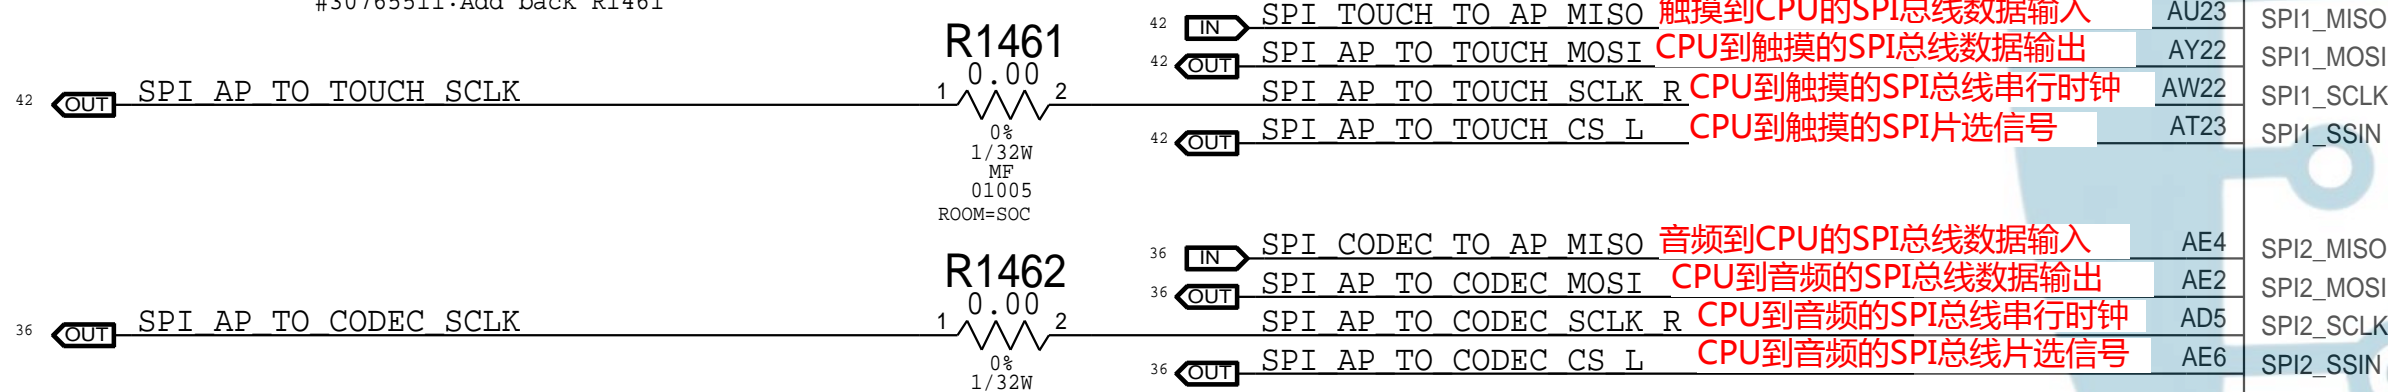 #30765511:Add back R1461
42 IN SPI_TOUCH_TO_AP_MISO 触摸到CPU的SPI总线数据输入 AU23 SPI1_MISO
R1461
0.00
42 OUT SPI_AP_TO_TOUCH_MOSI CPU到触摸的SPI总线数据输出 AY22 SPI1_MOSI
42 OUT SPI_AP_TO_TOUCH_SCLK 1 2 SPI_AP_TO_TOUCH_SCLK_R CPU到触摸的SPI总线串行时钟 AW22 SPI1_SCLK
42 OUT SPI_AP_TO_TOUCH_CS_L CPU到触摸的SPI片选信号 AT23 SPI1_SSIN
0%
1/32W
MF
01005
ROOM=SOC
36 IN SPI_CODEC_TO_AP_MISO 音频到CPU的SPI总线数据输入 AE4 SPI2_MISO
R1462
0.00
36 OUT SPI_AP_TO_CODEC_MOSI CPU到音频的SPI总线数据输出 AE2 SPI2_MOSI
36 OUT SPI_AP_TO_CODEC_SCLK 1 2 SPI_AP_TO_CODEC_SCLK_R CPU到音频的SPI总线串行时钟 AD5 SPI2_SCLK
36 OUT SPI_AP_TO_CODEC_CS_L CPU到音频的SPI总线片选信号 AE6 SPI2_SSIN
0%
1/32W